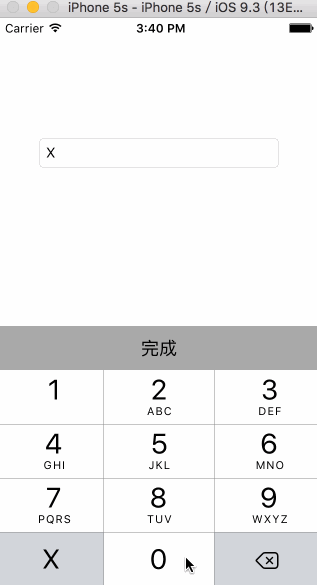 iPhone 5s - iPhone 5s / iOS 9.3 (13E...
Carrier 3:40 PM
X
完成
1 2 3
ABC DEF
4 5 6
GHI JKL MNO
7 8 9
PQRS TUV WXYZ
X 0